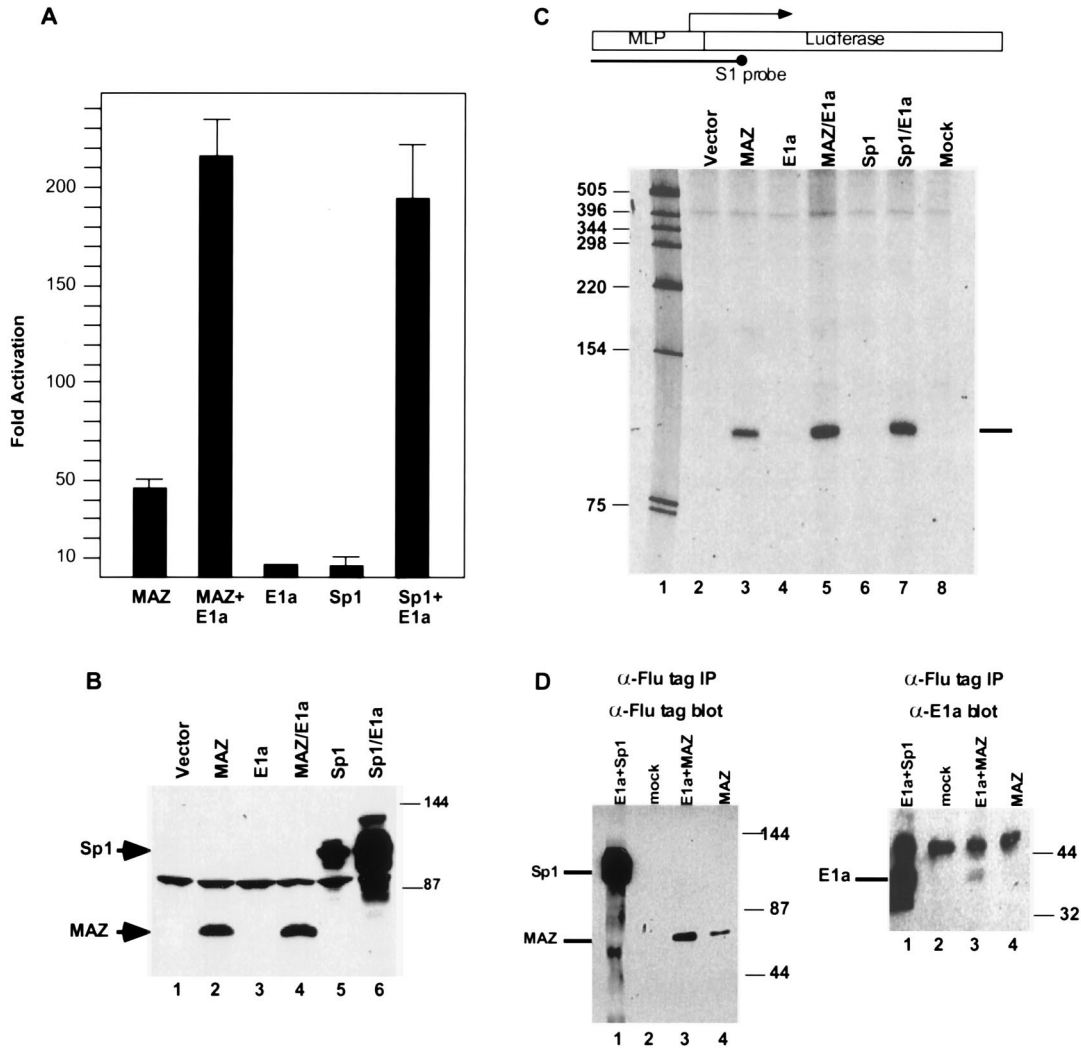 A
Fold Activation
200
150
100
50
10
MAZ
MAZ+
E1a
E1a
Sp1
Sp1+
E1a
B
Vector
MAZ
E1a
MAZ/E1a
Sp1
Sp1/E1a
Sp1
MAZ
144
87
1 2 3 4 5 6
C
MLP
Luciferase
S1 probe
Vector
MAZ
E1a
MAZ/E1a
Sp1
Sp1/E1a
Mock
505
396
344
298
220
154
75
1 2 3 4 5 6 7 8
D
α-Flu tag IP
α-Flu tag blot
E1a+Sp1
mock
E1a+MAZ
MAZ
Sp1
MAZ
144
87
44
1 2 3 4
α-Flu tag IP
α-E1a blot
E1a+Sp1
mock
E1a+MAZ
MAZ
E1a
44
32
1 2 3 4